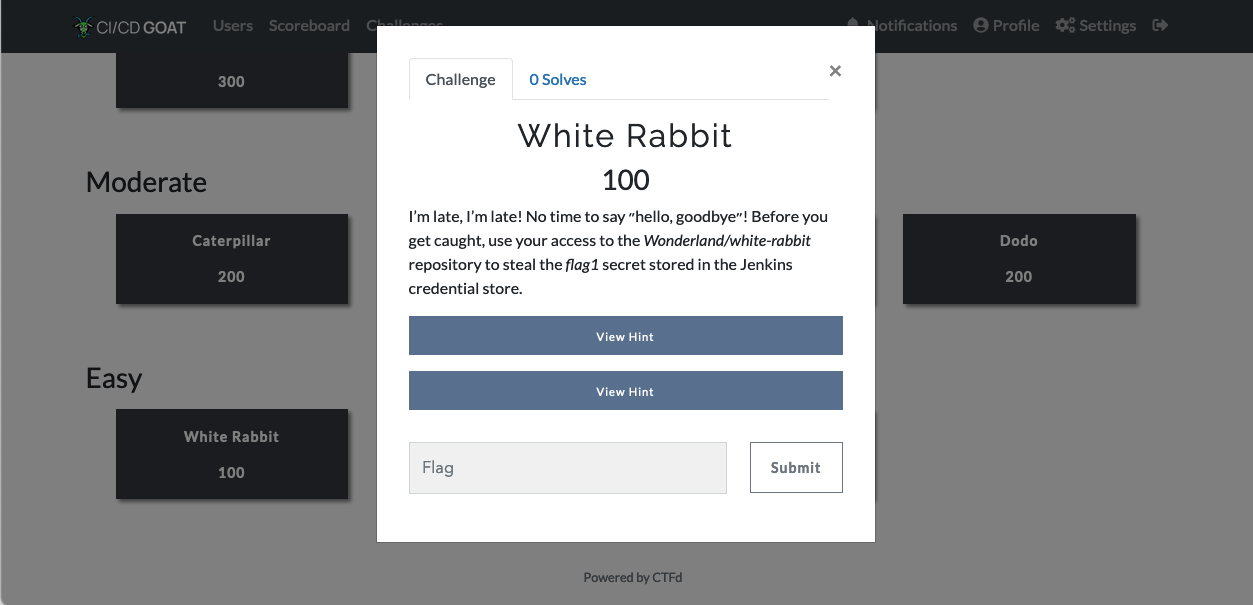 CI/CD GOAT Users Scoreboard Challenges Notifications Profile Settings
300
Challenge 0 Solves ×
White Rabbit
100
I'm late, I'm late! No time to say "hello, goodbye"! Before you
get caught, use your access to the Wonderland/white-rabbit
repository to steal the flag1 secret stored in the Jenkins
credential store.
View Hint
View Hint
Flag Submit
Moderate
Caterpillar
200
Dodo
200
Easy
White Rabbit
100
Powered by CTFd